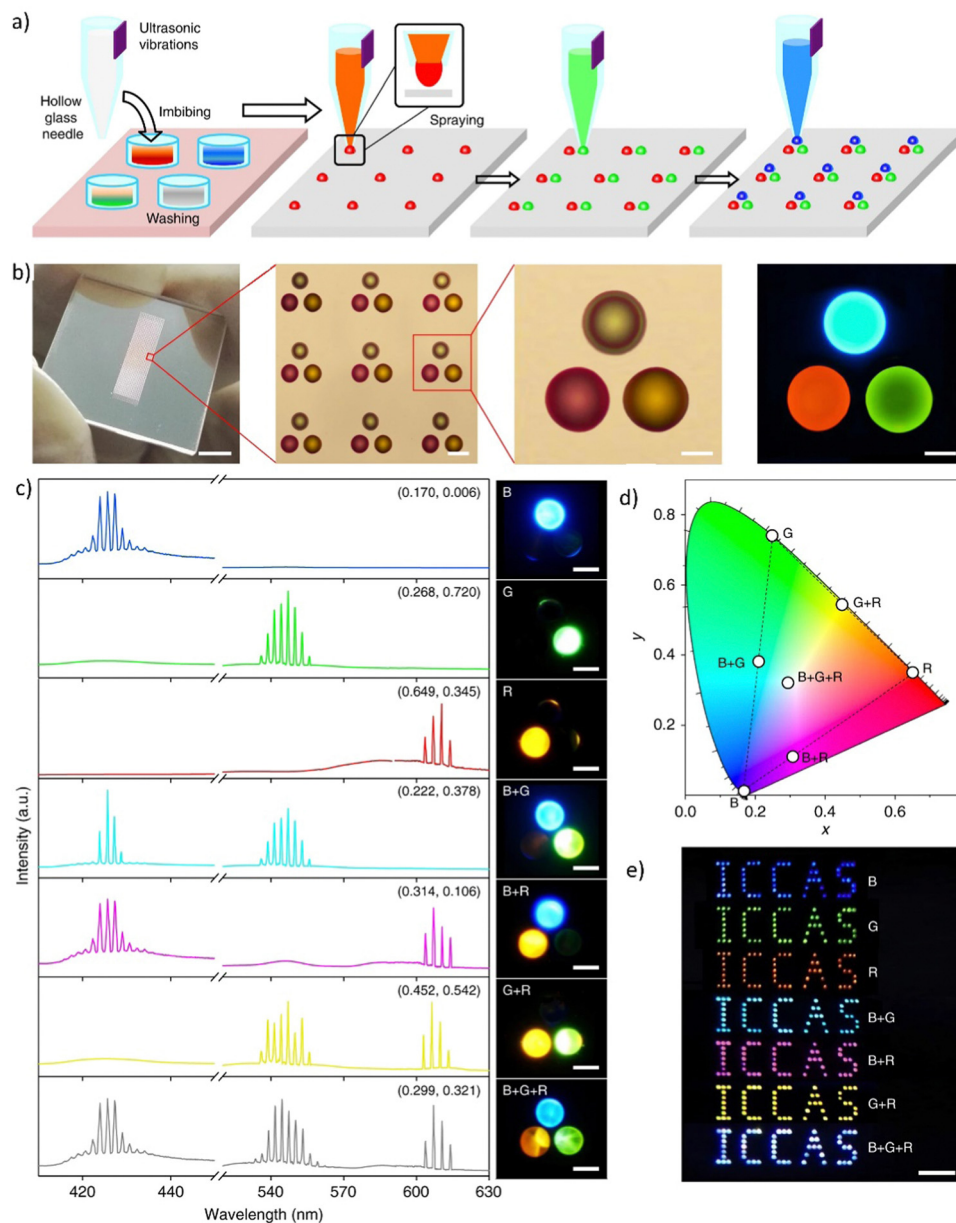 a)
Ultrasonic
vibrations
Hollow
glass
needle
Imbibing
Washing
Spraying
b)
c)
(0.170, 0.006)
(0.268, 0.720)
(0.649, 0.345)
(0.222, 0.378)
(0.314, 0.106)
(0.452, 0.542)
(0.299, 0.321)
Intensity (a.u.)
420
440
540
570
600
630
Wavelength (nm)
B
G
R
B+G
B+R
G+R
B+G+R
d)
0.8
0.6
0.4
0.2
y
0.0
0.2
0.4
0.6
x
G
G+R
B+G
B+G+R
R
B+R
B
e)
ICCAS B
ICCAS G
ICCAS R
ICCAS B+G
ICCAS B+R
ICCAS G+R
ICCAS B+G+R